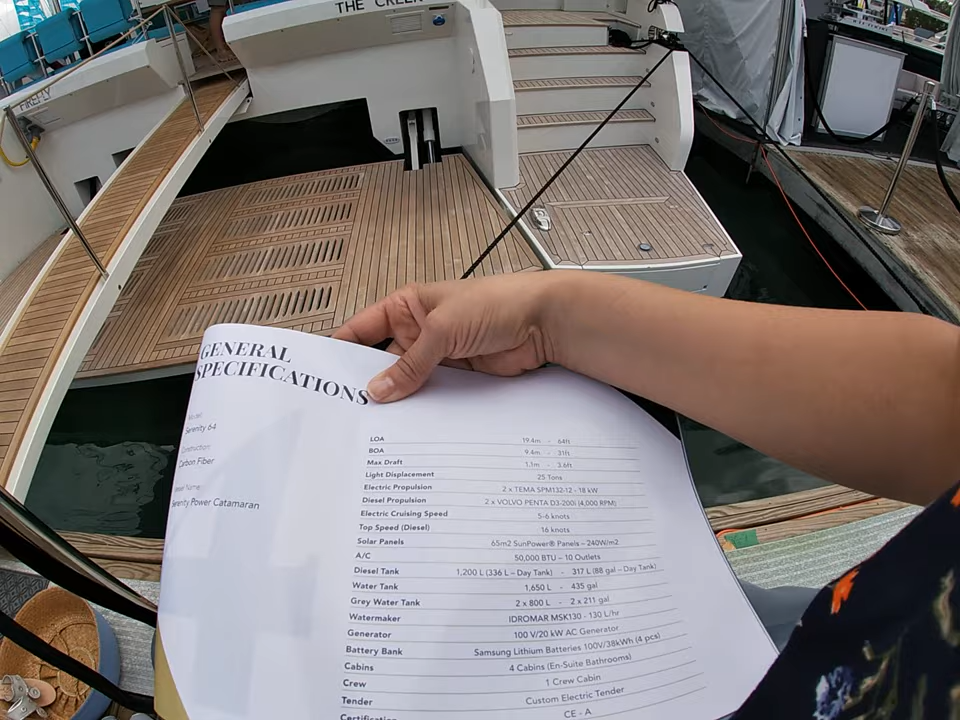 THE CREEK
FIREFLY
GENERAL
SPECIFICATIONS
Model:
Serenity 64
Construction:
Carbon Fiber
Name:
Serenity Power Catamaran
LOA 19.4m - 64ft
BOA 9.4m - 31ft
Max Draft 1.1m - 3.6ft
Light Displacement 25 Tons
Electric Propulsion 2 x TEMA SPM132-12 - 18 kW
Diesel Propulsion 2 x VOLVO PENTA D3-200i (4,000 RPM)
Electric Cruising Speed 5-6 knots
Top Speed (Diesel) 16 knots
Solar Panels 65m2 SunPower® Panels – 240W/m2
A/C 50,000 BTU – 10 Outlets
Diesel Tank 1,200 L (336 L – Day Tank) - 317 L (88 gal – Day Tank)
Water Tank 1,650 L - 435 gal
Grey Water Tank 2 x 800 L - 2 x 211 gal
Watermaker IDROMAR MSK130 - 130 L/hr
Generator 100 V/20 kW AC Generator
Battery Bank Samsung Lithium Batteries 100V/38kWh (4 pcs)
Cabins 4 Cabins (En-Suite Bathrooms)
Crew 1 Crew Cabin
Tender Custom Electric Tender
Certification CE - A